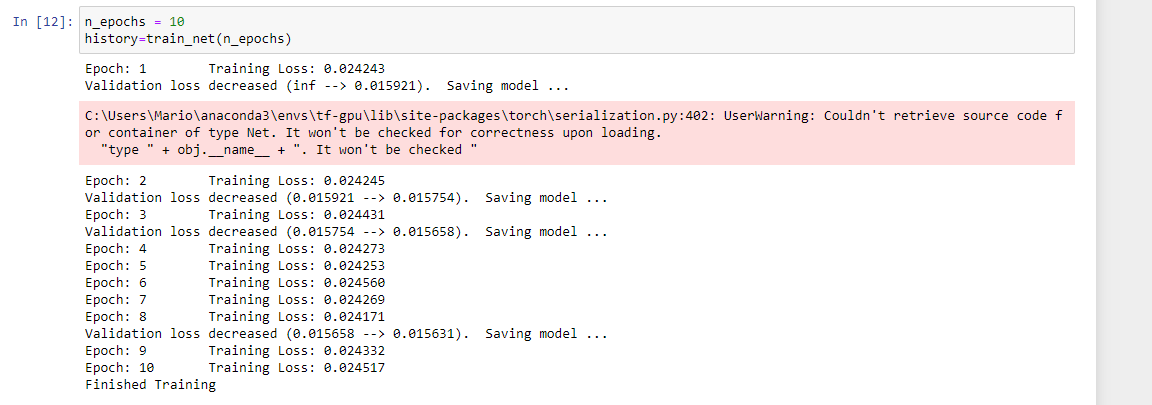 In [12]: n_epochs = 10
history=train_net(n_epochs)
Epoch: 1 Training Loss: 0.024243
Validation loss decreased (inf --> 0.015921). Saving model ...
C:\Users\Mario\anaconda3\envs\tf-gpu\lib\site-packages\torch\serialization.py:402: UserWarning: Couldn't retrieve source code f
or container of type Net. It won't be checked for correctness upon loading.
"type " + obj.__name__ + ". It won't be checked "
Epoch: 2 Training Loss: 0.024245
Validation loss decreased (0.015921 --> 0.015754). Saving model ...
Epoch: 3 Training Loss: 0.024431
Validation loss decreased (0.015754 --> 0.015658). Saving model ...
Epoch: 4 Training Loss: 0.024273
Epoch: 5 Training Loss: 0.024253
Epoch: 6 Training Loss: 0.024560
Epoch: 7 Training Loss: 0.024269
Epoch: 8 Training Loss: 0.024171
Validation loss decreased (0.015658 --> 0.015631). Saving model ...
Epoch: 9 Training Loss: 0.024332
Epoch: 10 Training Loss: 0.024517
Finished Training